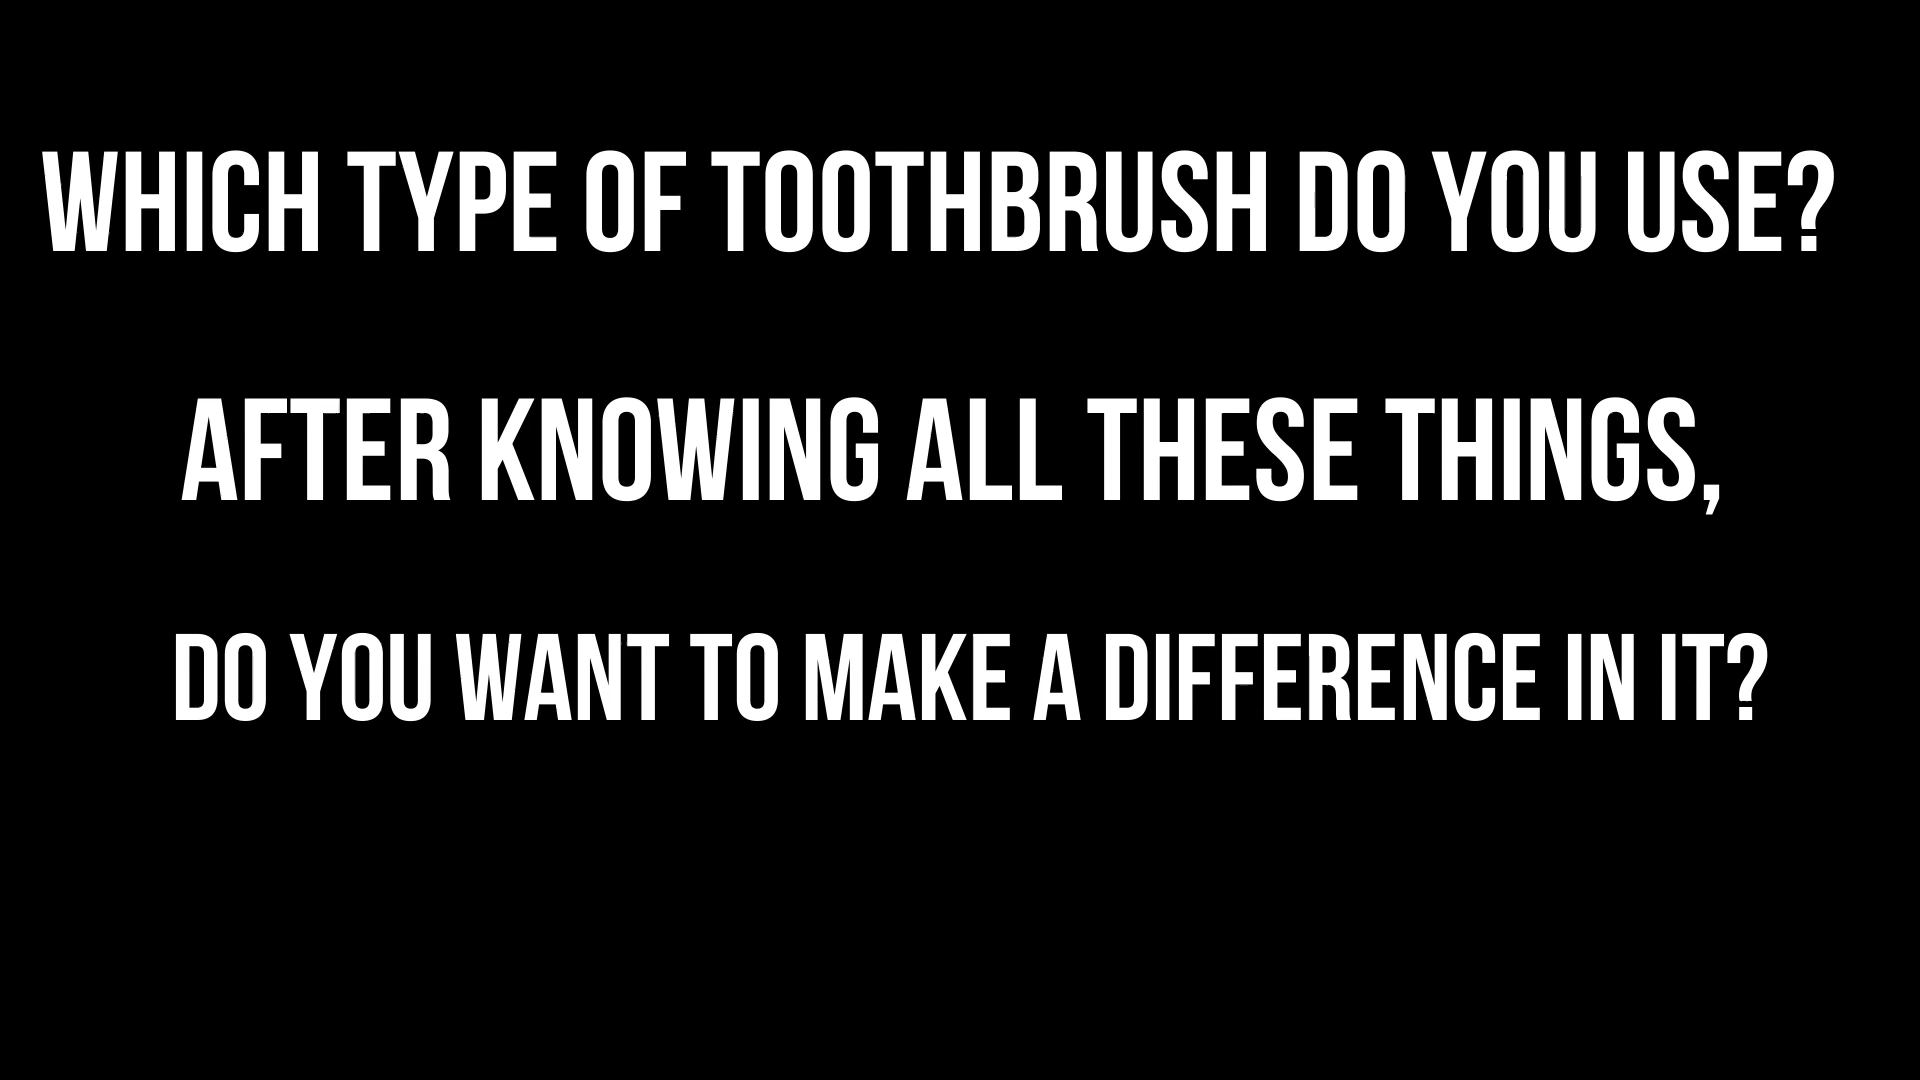 WHICH TYPE OF TOOTHBRUSH DO YOU USE?
AFTER KNOWING ALL THESE THINGS,
DO YOU WANT TO MAKE A DIFFERENCE IN IT?